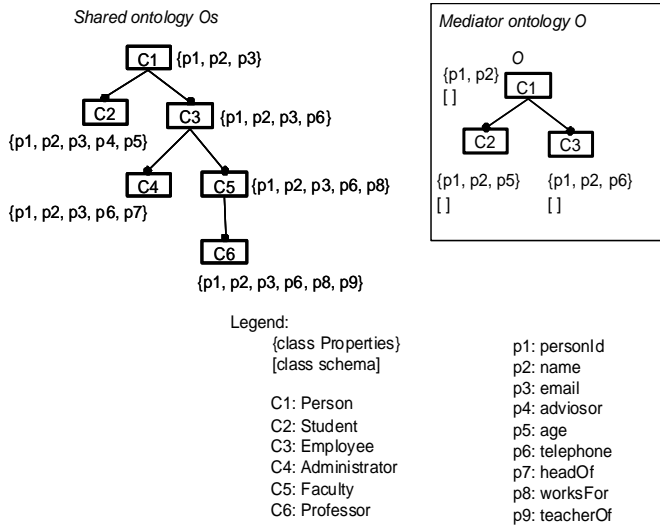 Shared ontology Os
C1 {p1, p2, p3}
C2 C3 {p1, p2, p3, p6}
{p1, p2, p3, p4, p5}
C4 C5 {p1, p2, p3, p6, p8}
{p1, p2, p3, p6, p7}
C6
{p1, p2, p3, p6, p8, p9}
Mediator ontology O
O
{p1, p2}
[ ] C1
C2 C3
{p1, p2, p5} {p1, p2, p6}
[ ] [ ]
Legend:
{class Properties}
[class schema]
C1: Person
C2: Student
C3: Employee
C4: Administrator
C5: Faculty
C6: Professor
p1: personId
p2: name
p3: email
p4: adviosor
p5: age
p6: telephone
p7: headOf
p8: worksFor
p9: teacherOf